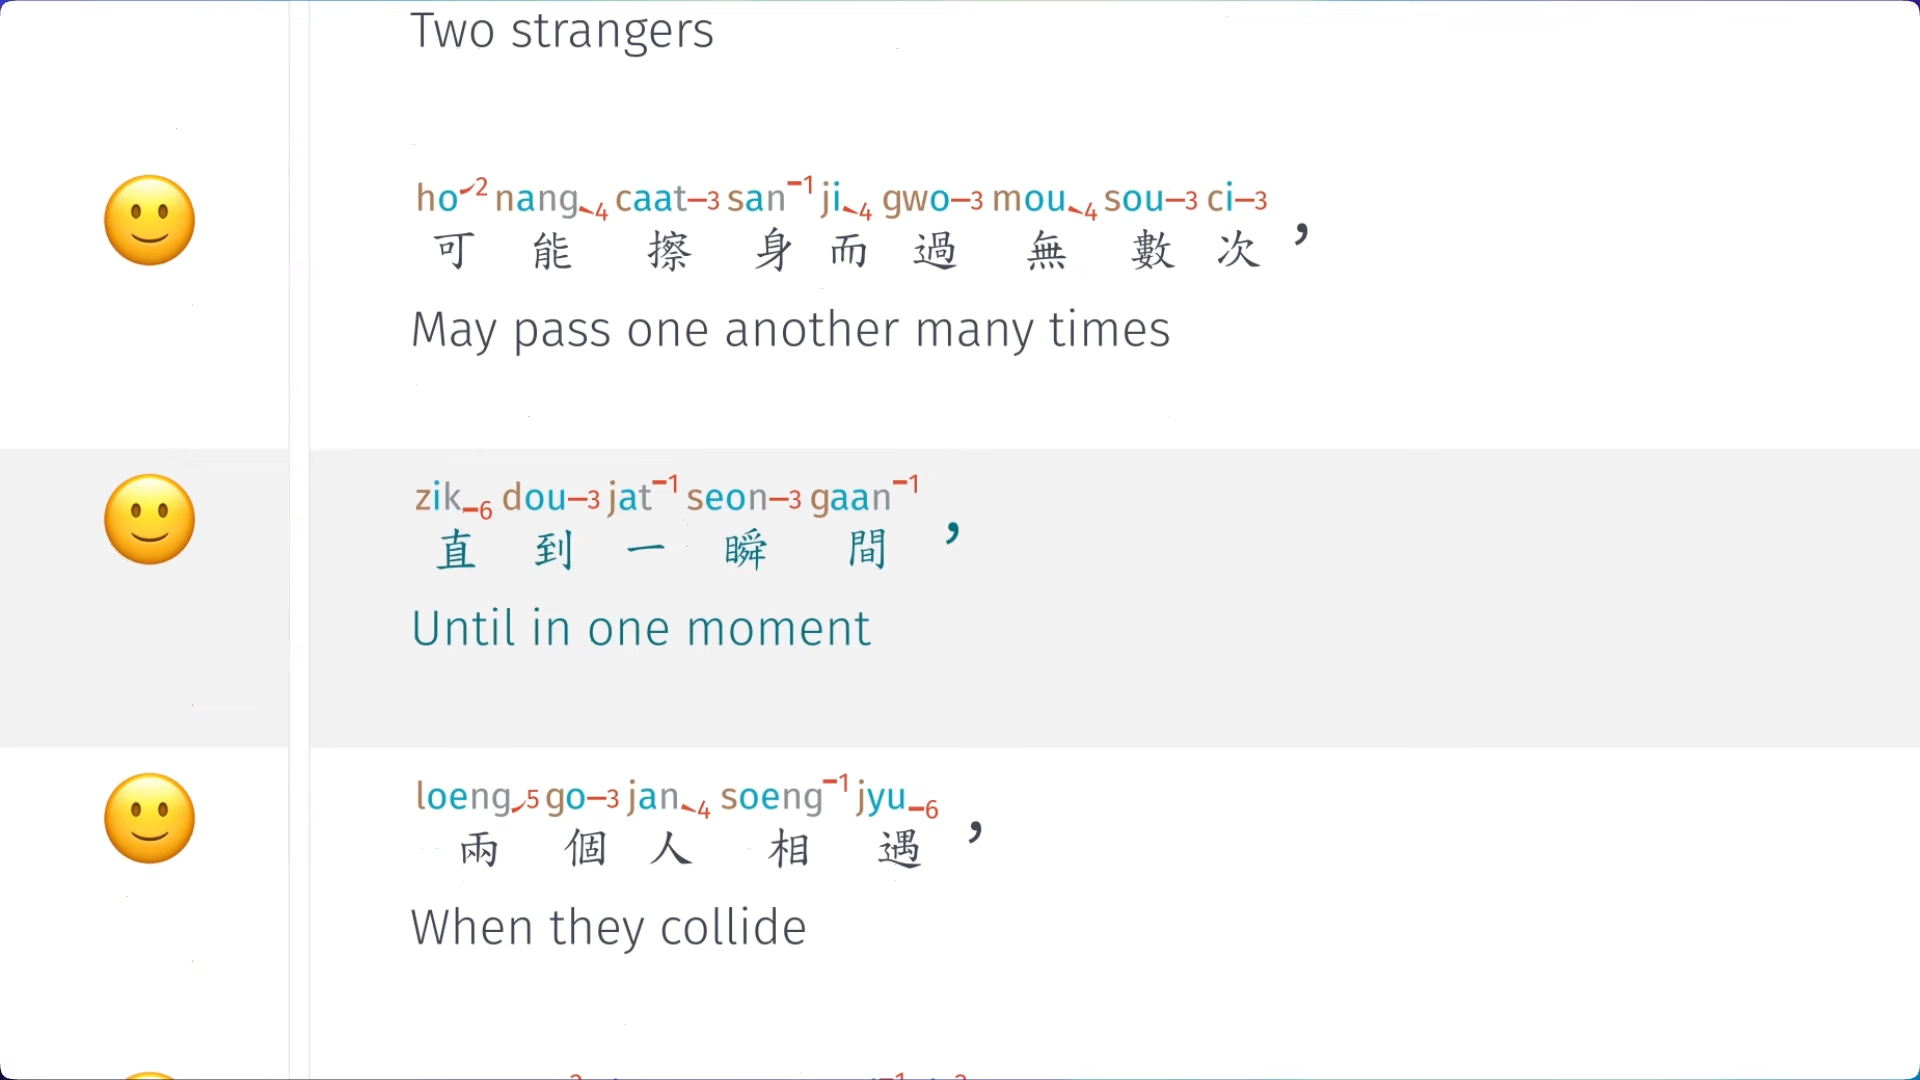 Two strangers
ho2 nang4 caat3 san1 ji4 gwo3 mou4 sou3 ci3
可能擦身而過無數次，
May pass one another many times
zik6 dou3 jat1 seon3 gaan1
直到一瞬間，
Until in one moment
loeng5 go3 jan4 soeng1 jyu6
兩個人相遇，
When they collide